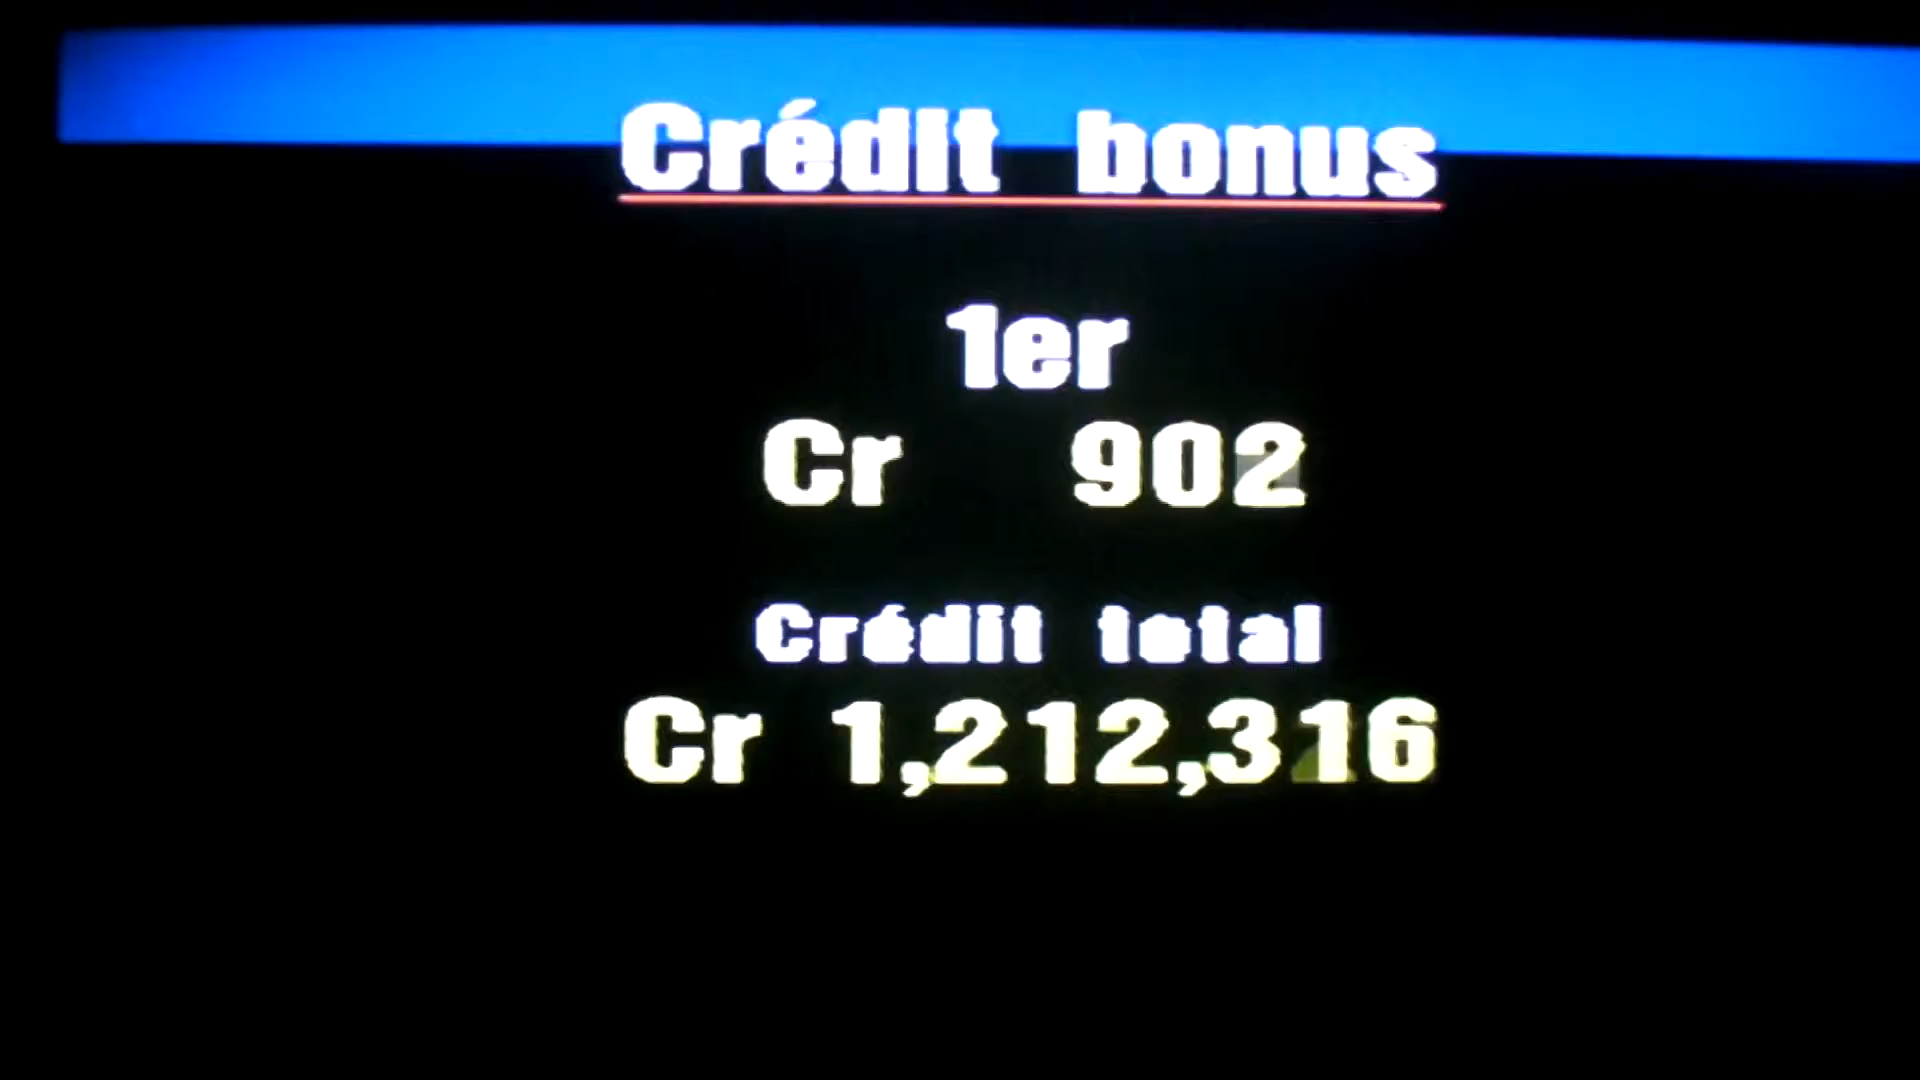 Crédit bonus
1er
Cr 902
Crédit total
Cr 1,212,316